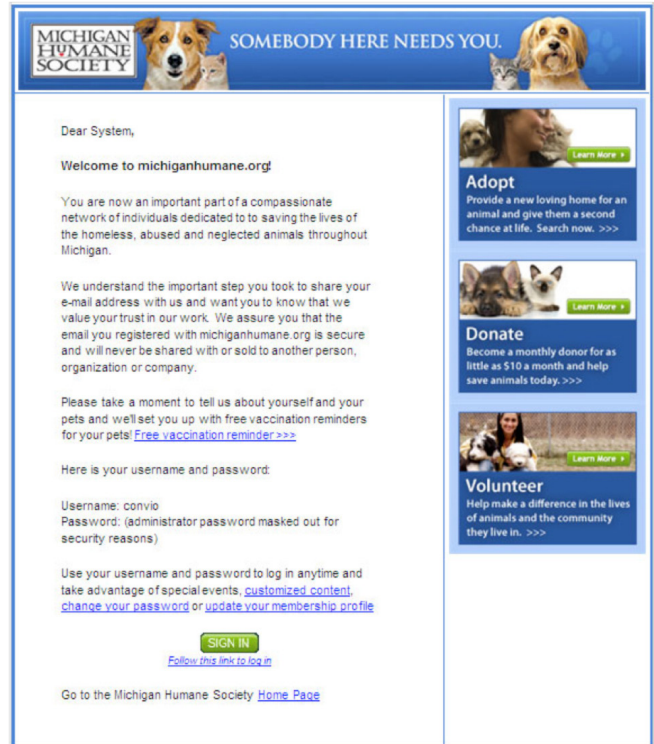 MICHIGAN
HUMANE
SOCIETY
SOMEBODY HERE NEEDS YOU.
Dear System,
Welcome to michiganhumane.org!
You are now an important part of a compassionate
network of individuals dedicated to to saving the lives of
the homeless, abused and neglected animals throughout
Michigan.
We understand the important step you took to share your
e-mail address with us and want you to know that we
value your trust in our work. We assure you that the
email you registered with michiganhumane.org is secure
and will never be shared with or sold to another person,
organization or company.
Please take a moment to tell us about yourself and your
pets and we'll set you up with free vaccination reminders
for your pets! Free vaccination reminder >>>
Here is your username and password:
Username: convio
Password: (administrator password masked out for
security reasons)
Use your username and password to log in anytime and
take advantage of special events, customized content,
change your password or update your membership profile
SIGN IN
Follow this link to log in
Go to the Michigan Humane Society Home Page
Learn More
Adopt
Provide a new loving home for an
animal and give them a second
chance at life. Search now. >>>
Learn More
Donate
Become a monthly donor for as
little as $10 a month and help
save animals today. >>>
Learn More
Volunteer
Help make a difference in the lives
of animals and the community
they live in. >>>